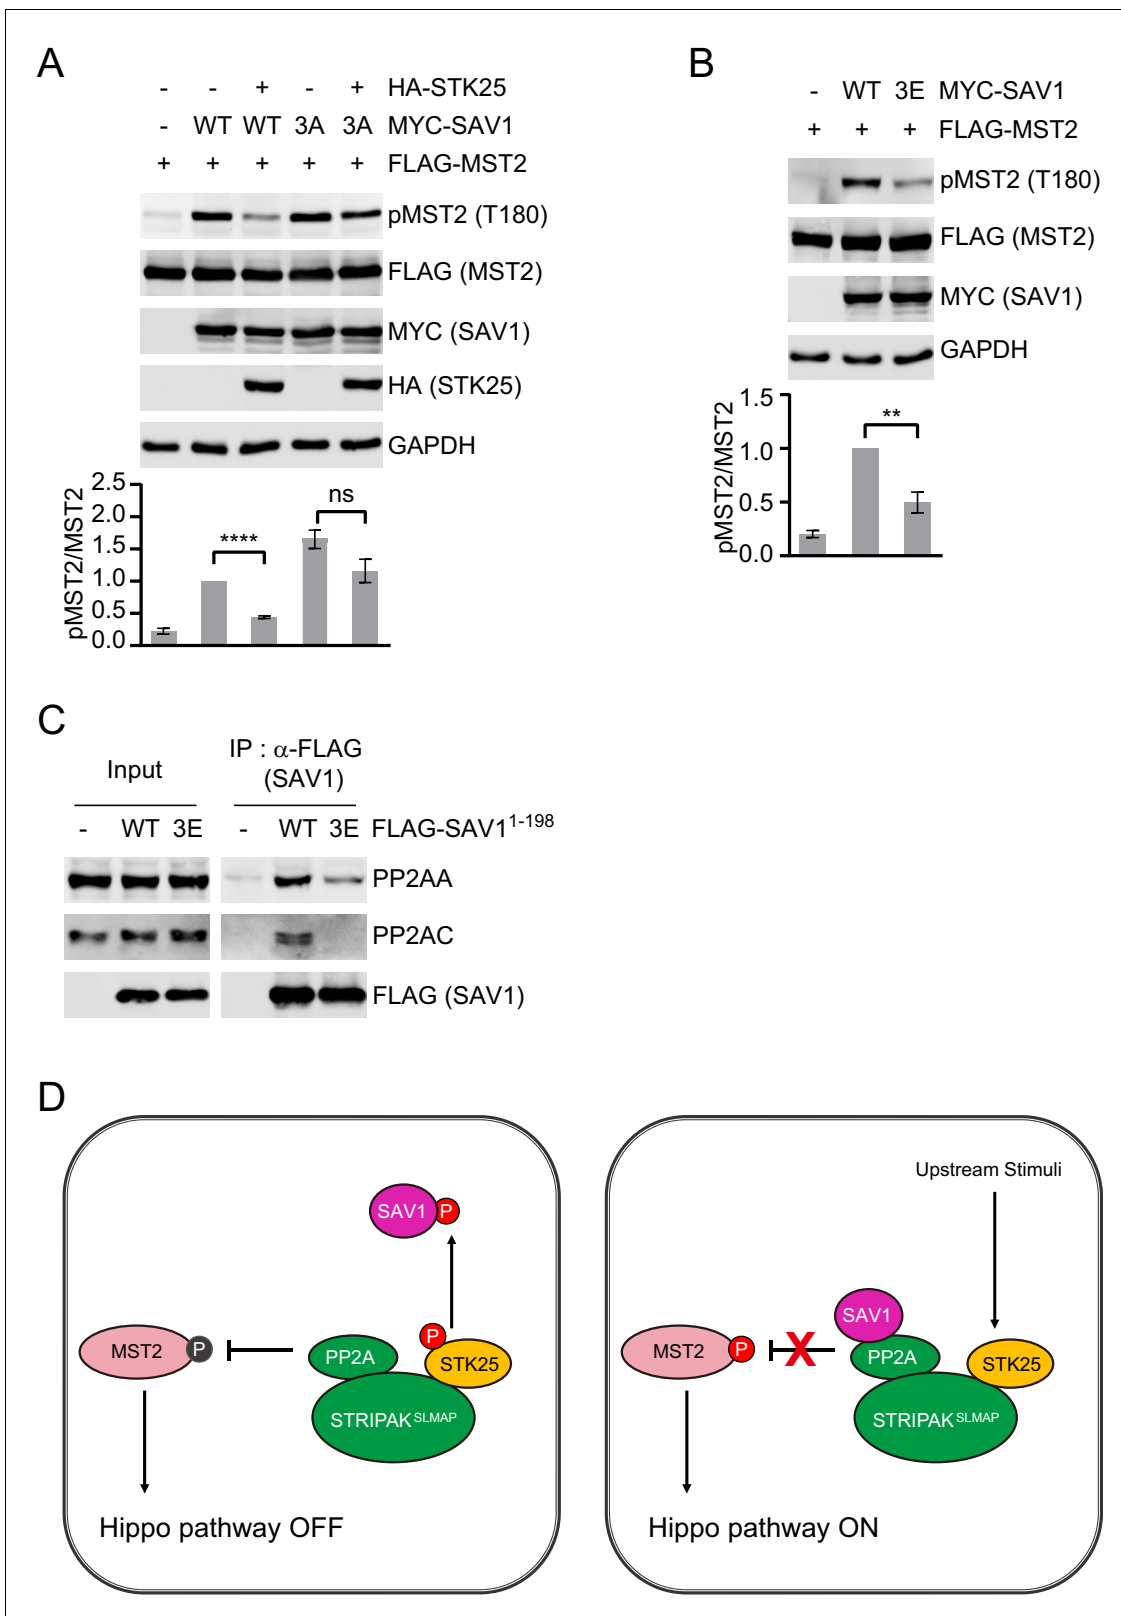 A
- - + - + HA-STK25
- WT WT 3A 3A MYC-SAV1
+ + + + + FLAG-MST2
pMST2 (T180)
FLAG (MST2)
MYC (SAV1)
HA (STK25)
GAPDH
pMST2/MST2
2.5
2.0
1.5
1.0
0.5
0.0
****
ns
B
- WT 3E MYC-SAV1
+ + + FLAG-MST2
pMST2 (T180)
FLAG (MST2)
MYC (SAV1)
GAPDH
pMST2/MST2
1.5
1.0
0.5
0.0
**
C
Input
IP : α-FLAG
(SAV1)
- WT 3E - WT 3E FLAG-SAV1¹⁻¹⁹⁸
PP2AA
PP2AC
FLAG (SAV1)
D
SAV1 P
MST2 P
PP2A
P
STK25
STRIPAK^SLMAP
Hippo pathway OFF
Upstream Stimuli
SAV1
MST2 P
X
PP2A
STK25
STRIPAK^SLMAP
Hippo pathway ON